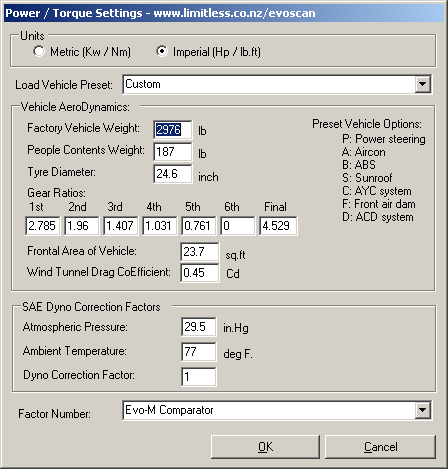 Power / Torque Settings - www.limitless.co.nz/evoscan
Units
Metric (Kw / Nm)
Imperial (Hp / lb.ft)
Load Vehicle Preset:
Custom
Vehicle AeroDynamics:
Factory Vehicle Weight:
2976
lb
People Contents Weight:
187
lb
Tyre Diameter:
24.6
inch
Gear Ratios:
1st 2nd 3rd 4th 5th 6th Final
2.785 1.96 1.407 1.031 0.761 0 4.529
Frontal Area of Vehicle:
23.7
sq.ft
Wind Tunnel Drag CoEfficient:
0.45
Cd
Preset Vehicle Options:
P: Power steering
A: Aircon
B: ABS
S: Sunroof
C: AYC system
F: Front air dam
D: ACD system
SAE Dyno Correction Factors
Atmospheric Pressure:
29.5
in.Hg
Ambient Temperature:
77
deg F.
Dyno Correction Factor:
1
Factor Number:
Evo-M Comparator
OK
Cancel